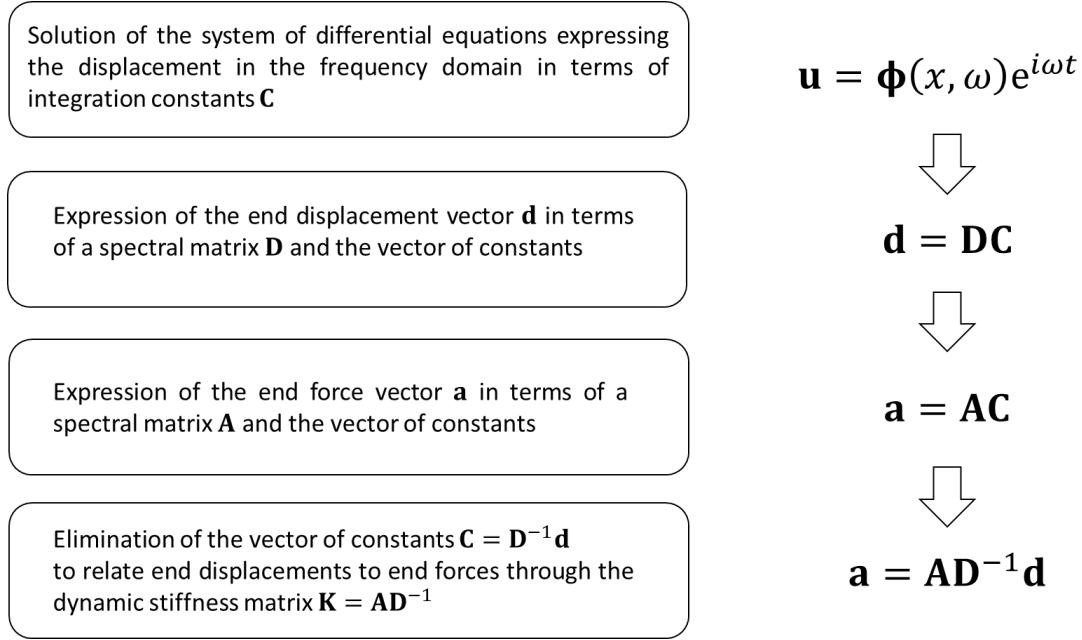 Solution of the system of differential equations expressing
the displacement in the frequency domain in terms of
integration constants 𝐂
𝐮 = 𝛟(𝑥, 𝜔)e^{𝑖𝜔𝑡}
Expression of the end displacement vector 𝐝 in terms
of a spectral matrix 𝐃 and the vector of constants
𝐝 = 𝐃𝐂
Expression of the end force vector 𝐚 in terms of a
spectral matrix 𝐀 and the vector of constants
𝐚 = 𝐀𝐂
Elimination of the vector of constants 𝐂 = 𝐃⁻¹𝐝
to relate end displacements to end forces through the
dynamic stiffness matrix 𝐊 = 𝐀𝐃⁻¹
𝐚 = 𝐀𝐃⁻¹𝐝